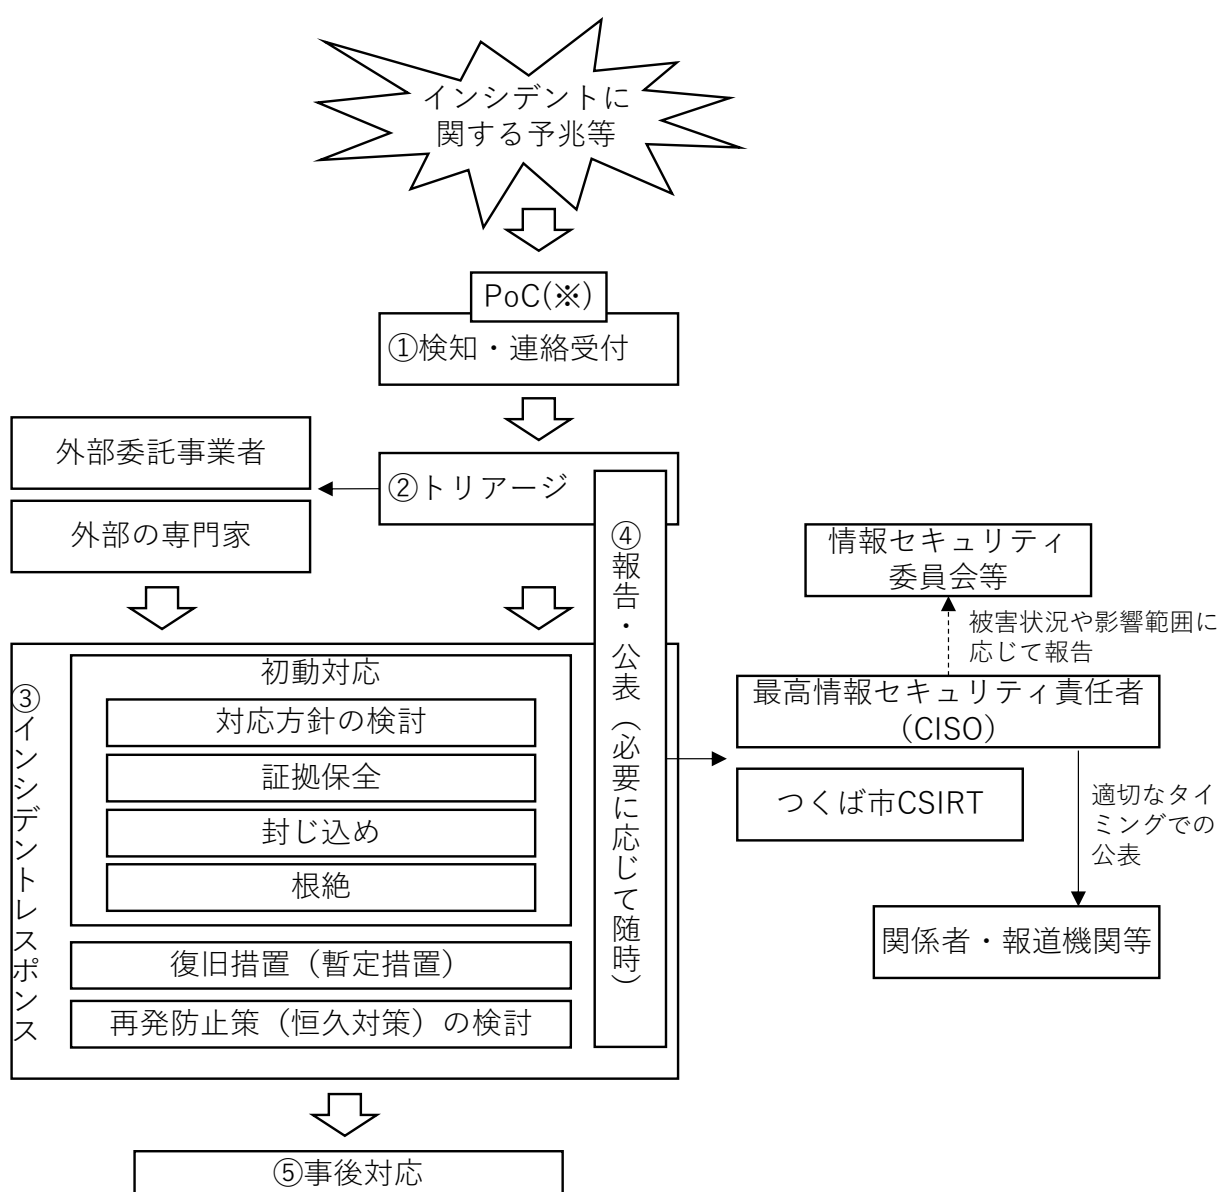 インシデントに
関する予兆等
PoC(※)
①検知・連絡受付
外部委託事業者
外部の専門家
②トリアージ
④報告・公表（必要に応じて随時）
情報セキュリティ
委員会等
被害状況や影響範囲に
応じて報告
最高情報セキュリティ責任者
（CISO）
つくば市CSIRT
適切なタイ
ミングでの
公表
関係者・報道機関等
③インシデントレスポンス
初動対応
対応方針の検討
証拠保全
封じ込め
根絶
復旧措置（暫定措置）
再発防止策（恒久対策）の検討
⑤事後対応